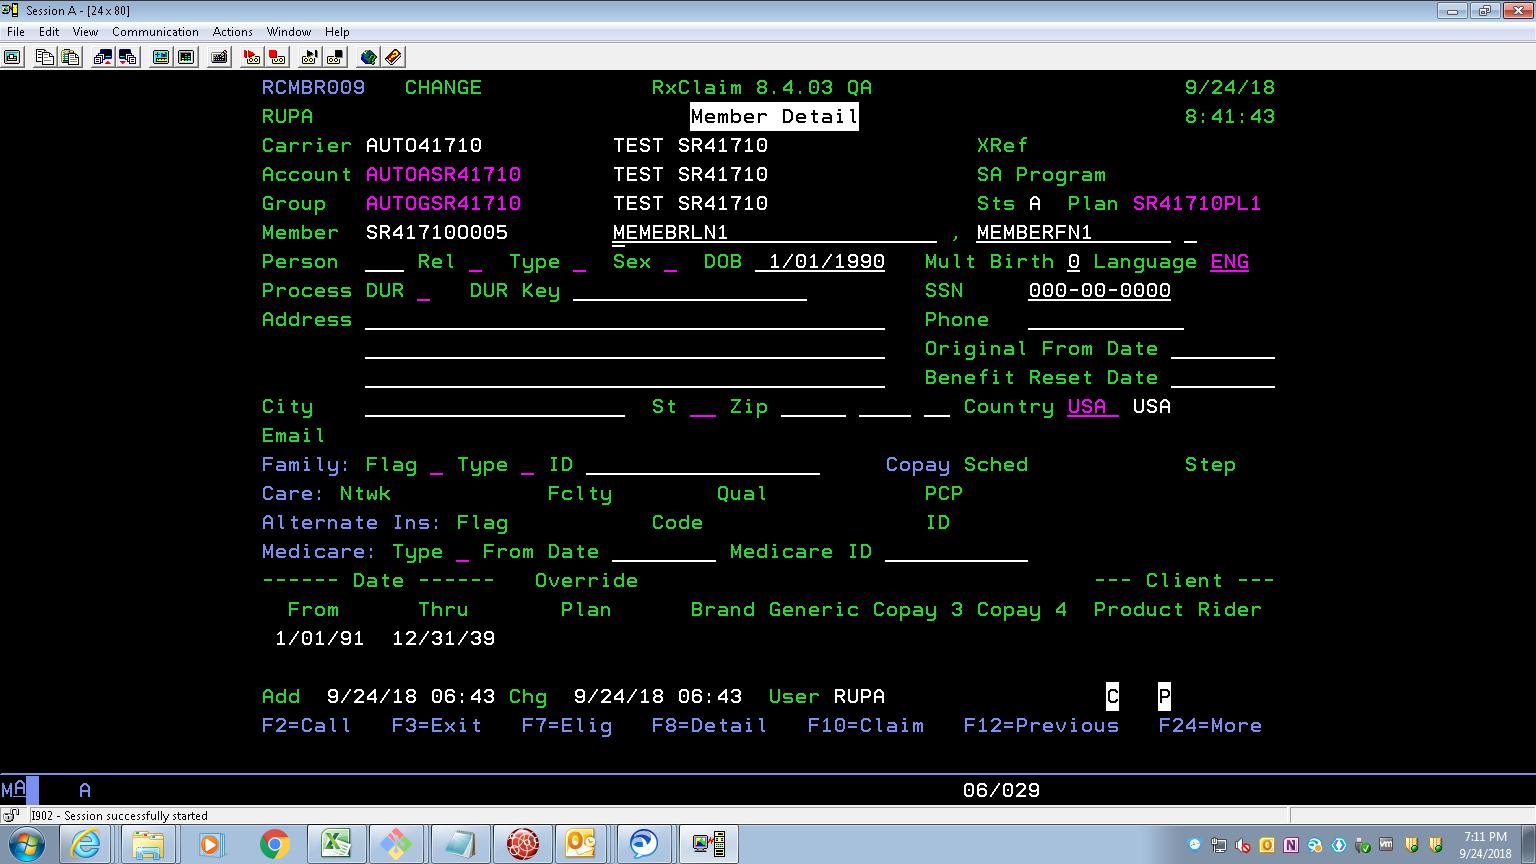 Session A - [24 x 80]
File Edit View Communication Actions Window Help
RCMBR009 CHANGE RxClaim 8.4.03 QA 9/24/18
RUPA Member Detail 8:41:43
Carrier AUTO41710 TEST SR41710 XRef
Account AUTOASR41710 TEST SR41710 SA Program
Group AUTOGSR41710 TEST SR41710 Sts A Plan SR41710PL1
Member SR41710O005 MEMEBRLN1 , MEMBERFN1
Person Rel Type Sex DOB 1/01/1990 Mult Birth 0 Language ENG
Process DUR DUR Key SSN 000-00-0000
Address Phone
Original From Date
Benefit Reset Date
City St Zip Country USA USA
Email
Family: Flag Type ID Copay Sched Step
Care: Ntwk Fclty Qual PCP
Alternate Ins: Flag Code ID
Medicare: Type From Date Medicare ID
------ Date ------ Override --- Client ---
From Thru Plan Brand Generic Copay 3 Copay 4 Product Rider
1/01/91 12/31/39
Add 9/24/18 06:43 Chg 9/24/18 06:43 User RUPA C P
F2=Call F3=Exit F7=Elig F8=Detail F10=Claim F12=Previous F24=More
MA A 06/029
I902 - Session successfully started
7:11 PM
9/24/2018